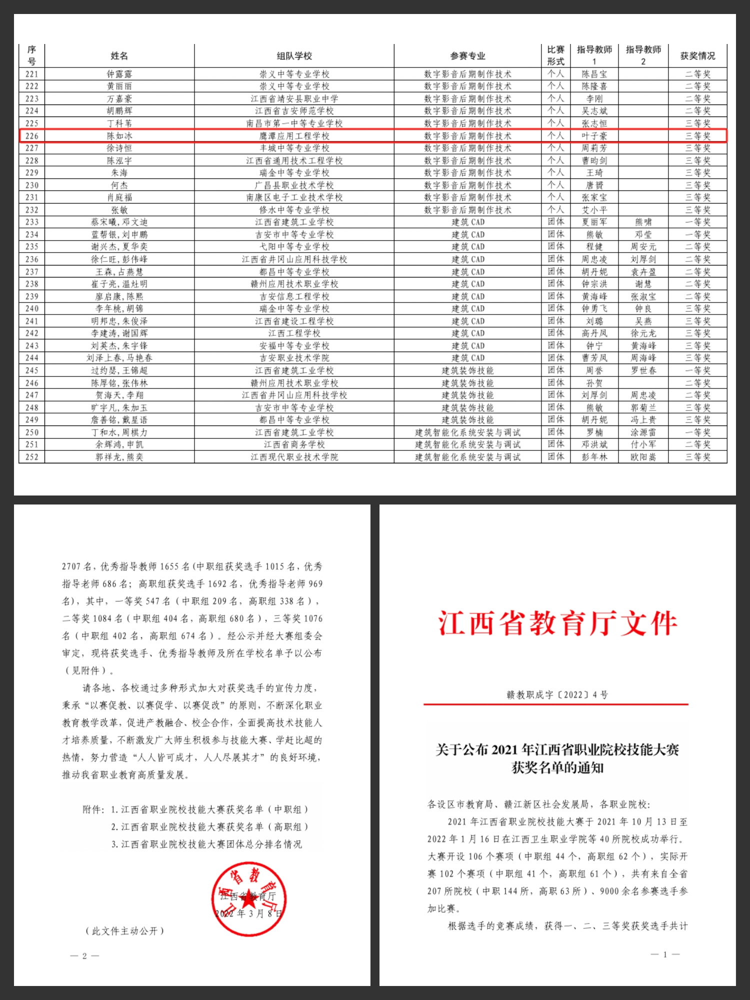 序号 姓名 组队学校 参赛专业 比赛形式 指导教师1 指导教师2 获奖情况
221 钟露露 崇义中等专业学校 数字影音后期制作技术 个人 陈昌宝 二等奖
222 黄丽丽 崇义中等专业学校 数字影音后期制作技术 个人 陈隆喜 二等奖
223 万嘉豪 江西省靖安县职业中学 数字影音后期制作技术 个人 李刚 二等奖
224 胡鹏辉 江西省吉安师范学校 数字影音后期制作技术 个人 吴志斌 二等奖
225 丁科苇 南昌市第一中等专业学校 数字影音后期制作技术 个人 张志恒 三等奖
226 陈如冰 鹰潭应用工程学校 数字影音后期制作技术 个人 叶子豪 三等奖
227 徐诗恒 丰城中等专业学校 数字影音后期制作技术 个人 周莉芳 三等奖
228 陈泓宇 江西省通用技术工程学校 数字影音后期制作技术 个人 曹昀剑 三等奖
229 朱海 瑞金中等专业学校 数字影音后期制作技术 个人 王琦 三等奖
230 何杰 广昌县职业技术学校 数字影音后期制作技术 个人 唐赟 三等奖
231 肖庭福 南康区电子工业技术学校 数字影音后期制作技术 个人 张家宝 三等奖
232 张敏 修水中等专业学校 数字影音后期制作技术 个人 艾小平 三等奖
233 蔡宋曦,邓文迪 江西省建筑工业学校 建筑CAD 团体 夏丽军 熊啸 一等奖
234 蓝帮银,刘申鹏 吉安市中等专业学校 建筑CAD 团体 熊敏 邓莹 一等奖
235 谢兴杰,夏华奕 弋阳中等专业学校 建筑CAD 团体 程健 周安元 二等奖
236 徐仁旺,彭伟峰 江西省井冈山应用科技学校 建筑CAD 团体 周忠凌 刘厚剑 二等奖
237 王森,占燕慧 都昌中等专业学校 建筑CAD 团体 胡丹妮 袁卉盈 二等奖
238 崔子亮,温灶明 赣州应用技术职业学校 建筑CAD 团体 钟宗洪 谢慧 二等奖
239 廖启康,陈熙 吉安信息工程学校 建筑CAD 团体 黄海峰 张淑宝 二等奖
240 李年桃,胡锦 瑞金中等专业学校 建筑CAD 团体 钟勇飞 钟良 三等奖
241 明邦忠,朱俊泽 江西省建设工程学校 建筑CAD 团体 刘璐 吴燕 三等奖
242 李建涛,谢国辉 江西工程学校 建筑CAD 团体 高丹凤 徐元龙 三等奖
243 刘英杰,朱宇锋 安福中等专业学校 建筑CAD 团体 钟宁 黄海峰 三等奖
244 刘泽上春,马艳春 吉安职业技术学院 建筑CAD 团体 曹芳凤 周海峰 三等奖
245 过约瑟,王锦超 江西省建筑工业学校 建筑装饰技能 团体 周誉 罗世春 一等奖
246 陈厚铭,张伟林 赣州应用技术职业学校 建筑装饰技能 团体 孙贺 二等奖
247 贺海天,李翔 江西省井冈山应用科技学校 建筑装饰技能 团体 刘厚剑 周忠凌 二等奖
248 旷宇凡,朱加玉 吉安市中等专业学校 建筑装饰技能 团体 熊敏 郭菊兰 三等奖
249 詹善铭,戴星语 都昌中等专业学校 建筑装饰技能 团体 胡丹妮 冯上贵 三等奖
250 丁和水,周棋力 江西省建筑工业学校 建筑智能化系统安装与调试 团体 罗楠 涂源雷 一等奖
251 余辉鸿,申凯 江西省商务学校 建筑智能化系统安装与调试 团体 邓洪斌 付小军 二等奖
252 郭祥龙,熊奕 江西现代职业技术学院 建筑智能化系统安装与调试 团体 彭年林 欧阳嵩 三等奖
2707 名，优秀指导教师 1655 名(中职组获奖选手 1015 名，优秀
指导老师 686 名；高职组获奖选手 1692 名，优秀指导老师 969
名)，其中，一等奖 547 名（中职组 209 名，高职组 338 名），
二等奖 1084 名（中职组 404 名，高职组 680 名），三等奖 1076
名（中职组 402 名，高职组 674 名）。经公示并经大赛组委会
审定，现将获奖选手、优秀指导教师及所在学校名单予以公布
（见附件）。
请各地、各校通过多种形式加大对获奖选手的宣传力度，
秉承“以赛促教、以赛促学、以赛促改”的原则，不断深化职业
教育教学改革，促进产教融合、校企合作，全面提高技术技能人
才培养质量，不断激发广大师生积极参与技能大赛、学赶比超的
热情，努力营造“人人皆可成才，人人尽展其才”的良好环境，
推动我省职业教育高质量发展。
附件：1.江西省职业院校技能大赛获奖名单（中职组）
2.江西省职业院校技能大赛获奖名单（高职组）
3.江西省职业院校技能大赛团体总分排名情况
江西省教育厅
江西省教育厅
2022 年 3 月 8 日
（此文件主动公开）
— 2 —
江西省教育厅文件
赣教职成字〔2022〕4 号
关于公布 2021 年江西省职业院校技能大赛
获奖名单的通知
各设区市教育局、赣江新区社会发展局，各职业院校：
2021 年江西省职业院校技能大赛于 2021 年 10 月 13 日至
2022 年 1 月 16 日在江西卫生职业学院等 40 所院校成功举行。
大赛开设 106 个赛项（中职组 44 个，高职组 62 个），实际开
赛 102 个赛项（中职组 41 个，高职组 61 个），共有来自全省
207 所院校（中职 144 所，高职 63 所）、9000 余名参赛选手参
加比赛。
根据选手的竞赛成绩，获得一、二、三等奖获奖选手共计
— 1 —